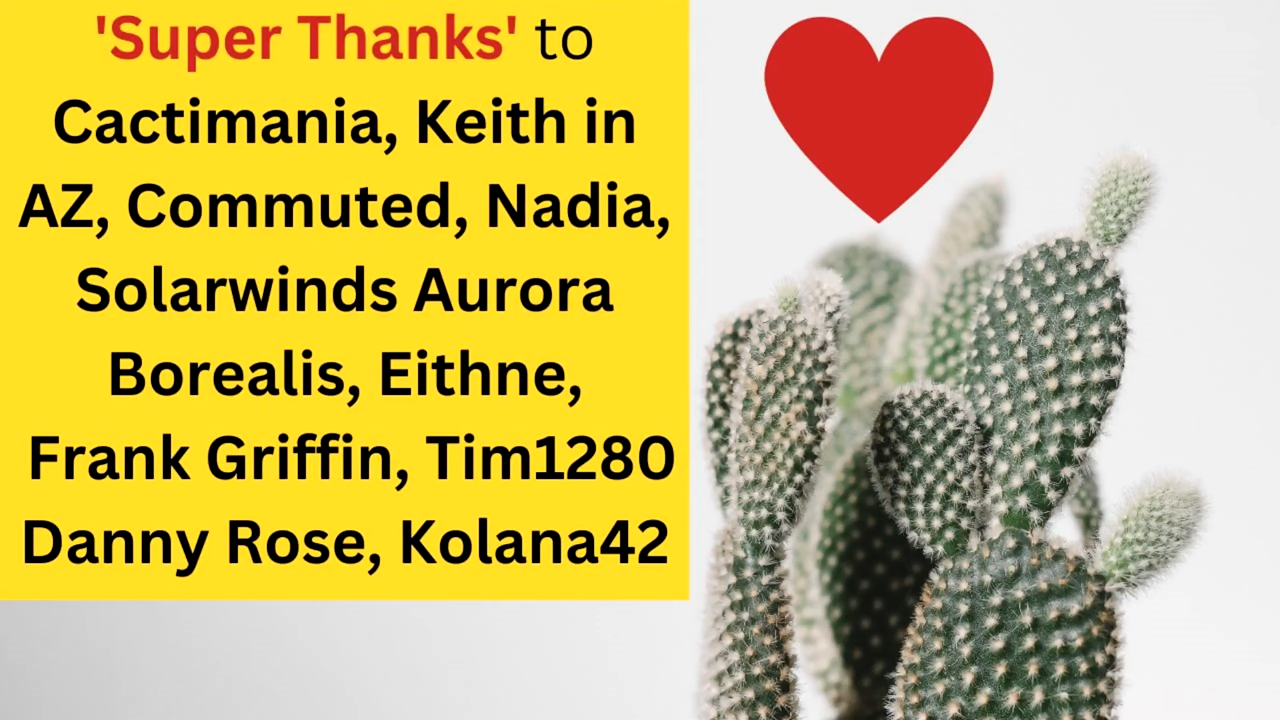 'Super Thanks' to
Cactimania, Keith in
AZ, Commuted, Nadia,
Solarwinds Aurora
Borealis, Eithne,
Frank Griffin, Tim1280
Danny Rose, Kolana42